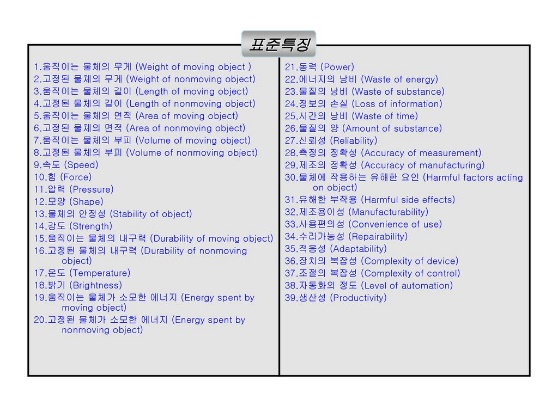 표준특징
1.움직이는 물체의 무게 (Weight of moving object )
2.고정된 물체의 무게 (Weight of nonmoving object)
3.움직이는 물체의 길이 (Length of moving object)
4.고정된 물체의 길이 (Length of nonmoving object)
5.움직이는 물체의 면적 (Area of moving object)
6.고정된 물체의 면적 (Area of nonmoving object)
7.움직이는 물체의 부피 (Volume of moving object)
8.고정된 물체의 부피 (Volume of nonmoving object)
9.속도 (Speed)
10.힘 (Force)
11.압력 (Pressure)
12.모양 (Shape)
13.물체의 안정성 (Stability of object)
14.강도 (Strength)
15.움직이는 물체의 내구력 (Durability of moving object)
16.고정된 물체의 내구력 (Durability of nonmoving
object)
17.온도 (Temperature)
18.밝기 (Brightness)
19.움직이는 물체가 소모한 에너지 (Energy spent by
moving object)
20.고정된 물체가 소모한 에너지 (Energy spent by
nonmoving object)
21.동력 (Power)
22.에너지의 낭비 (Waste of energy)
23.물질의 낭비 (Waste of substance)
24.정보의 손실 (Loss of information)
25.시간의 낭비 (Waste of time)
26.물질의 양 (Amount of substance)
27.신뢰성 (Reliability)
28.측정의 정확성 (Accuracy of measurement)
29.제조의 정확성 (Accuracy of manufacturing)
30.물체에 작용하는 유해한 요인 (Harmful factors acting
on object)
31.유해한 부작용 (Harmful side effects)
32.제조용이성 (Manufacturability)
33.사용편의성 (Convenience of use)
34.수리가능성 (Repairability)
35.적응성 (Adaptability)
36.장치의 복잡성 (Complexity of device)
37.조절의 복잡성 (Complexity of control)
38.자동화의 정도 (Level of automation)
39.생산성 (Productivity)